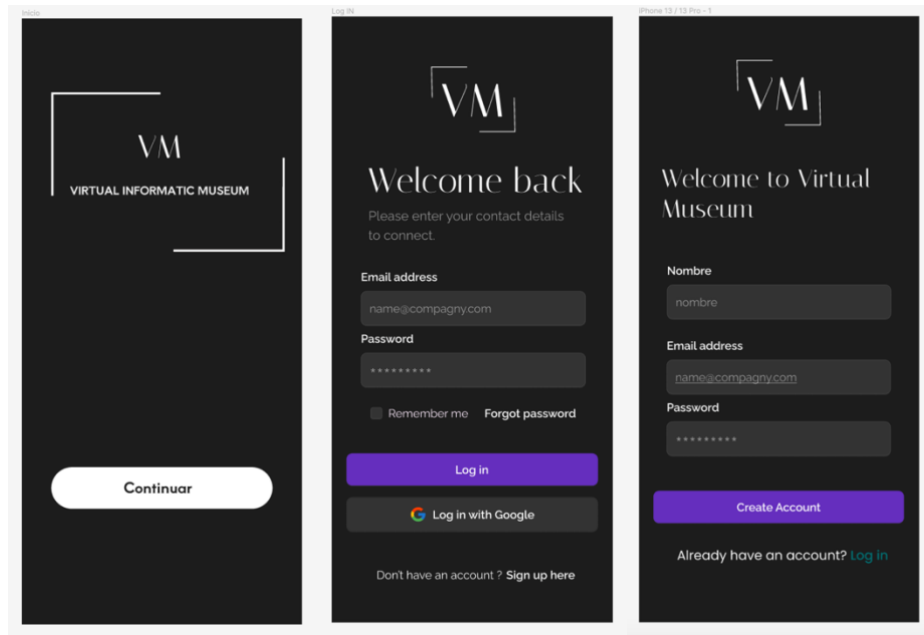 Inicio
VM
VIRTUAL INFORMATIC MUSEUM
Continuar
Log IN
VM
Welcome back
Please enter your contact details
to connect.
Email address
name@compagny.com
Password
*********
Remember me Forgot password
Log in
Log in with Google
Don't have an account ? Sign up here
iPhone 13 / 13 Pro - 1
VM
Welcome to Virtual
Museum
Nombre
nombre
Email address
name@compagny.com
Password
*********
Create Account
Already have an account? Log in